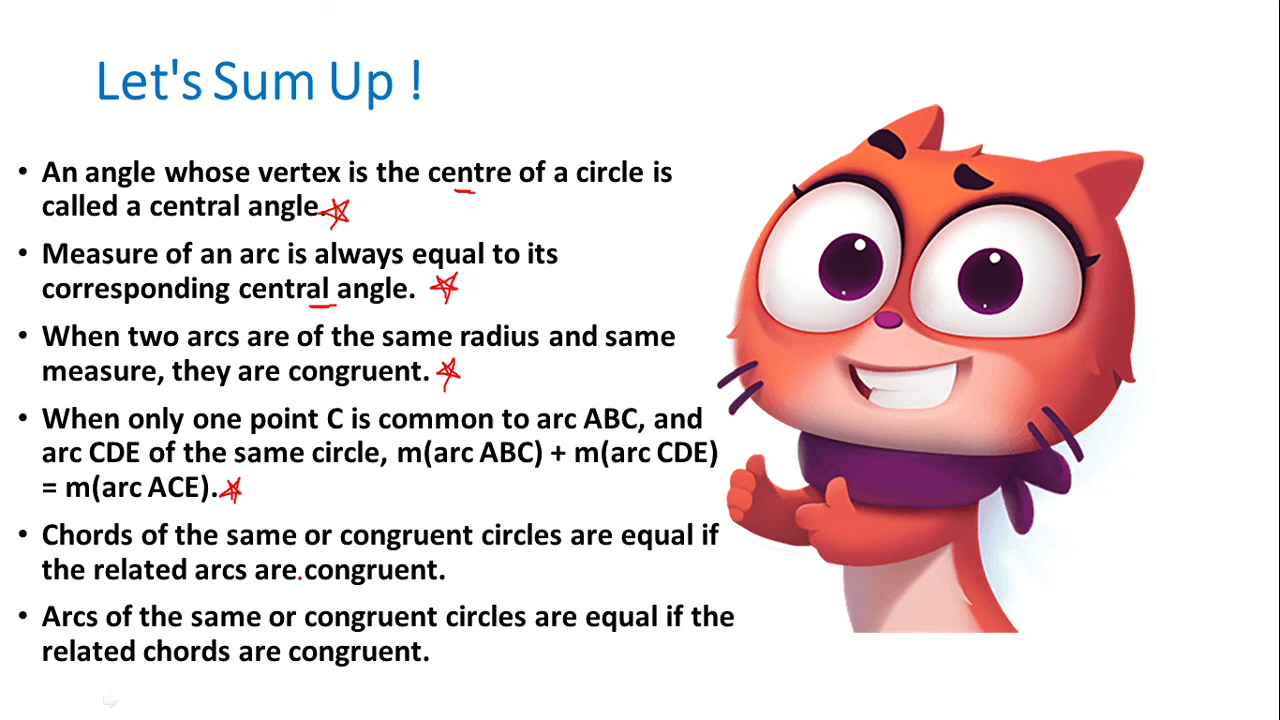 Let's Sum Up !
• An angle whose vertex is the centre of a circle is
called a central angle.
• Measure of an arc is always equal to its
corresponding central angle.
• When two arcs are of the same radius and same
measure, they are congruent.
• When only one point C is common to arc ABC, and
arc CDE of the same circle, m(arc ABC) + m(arc CDE)
= m(arc ACE).
• Chords of the same or congruent circles are equal if
the related arcs are congruent.
• Arcs of the same or congruent circles are equal if the
related chords are congruent.